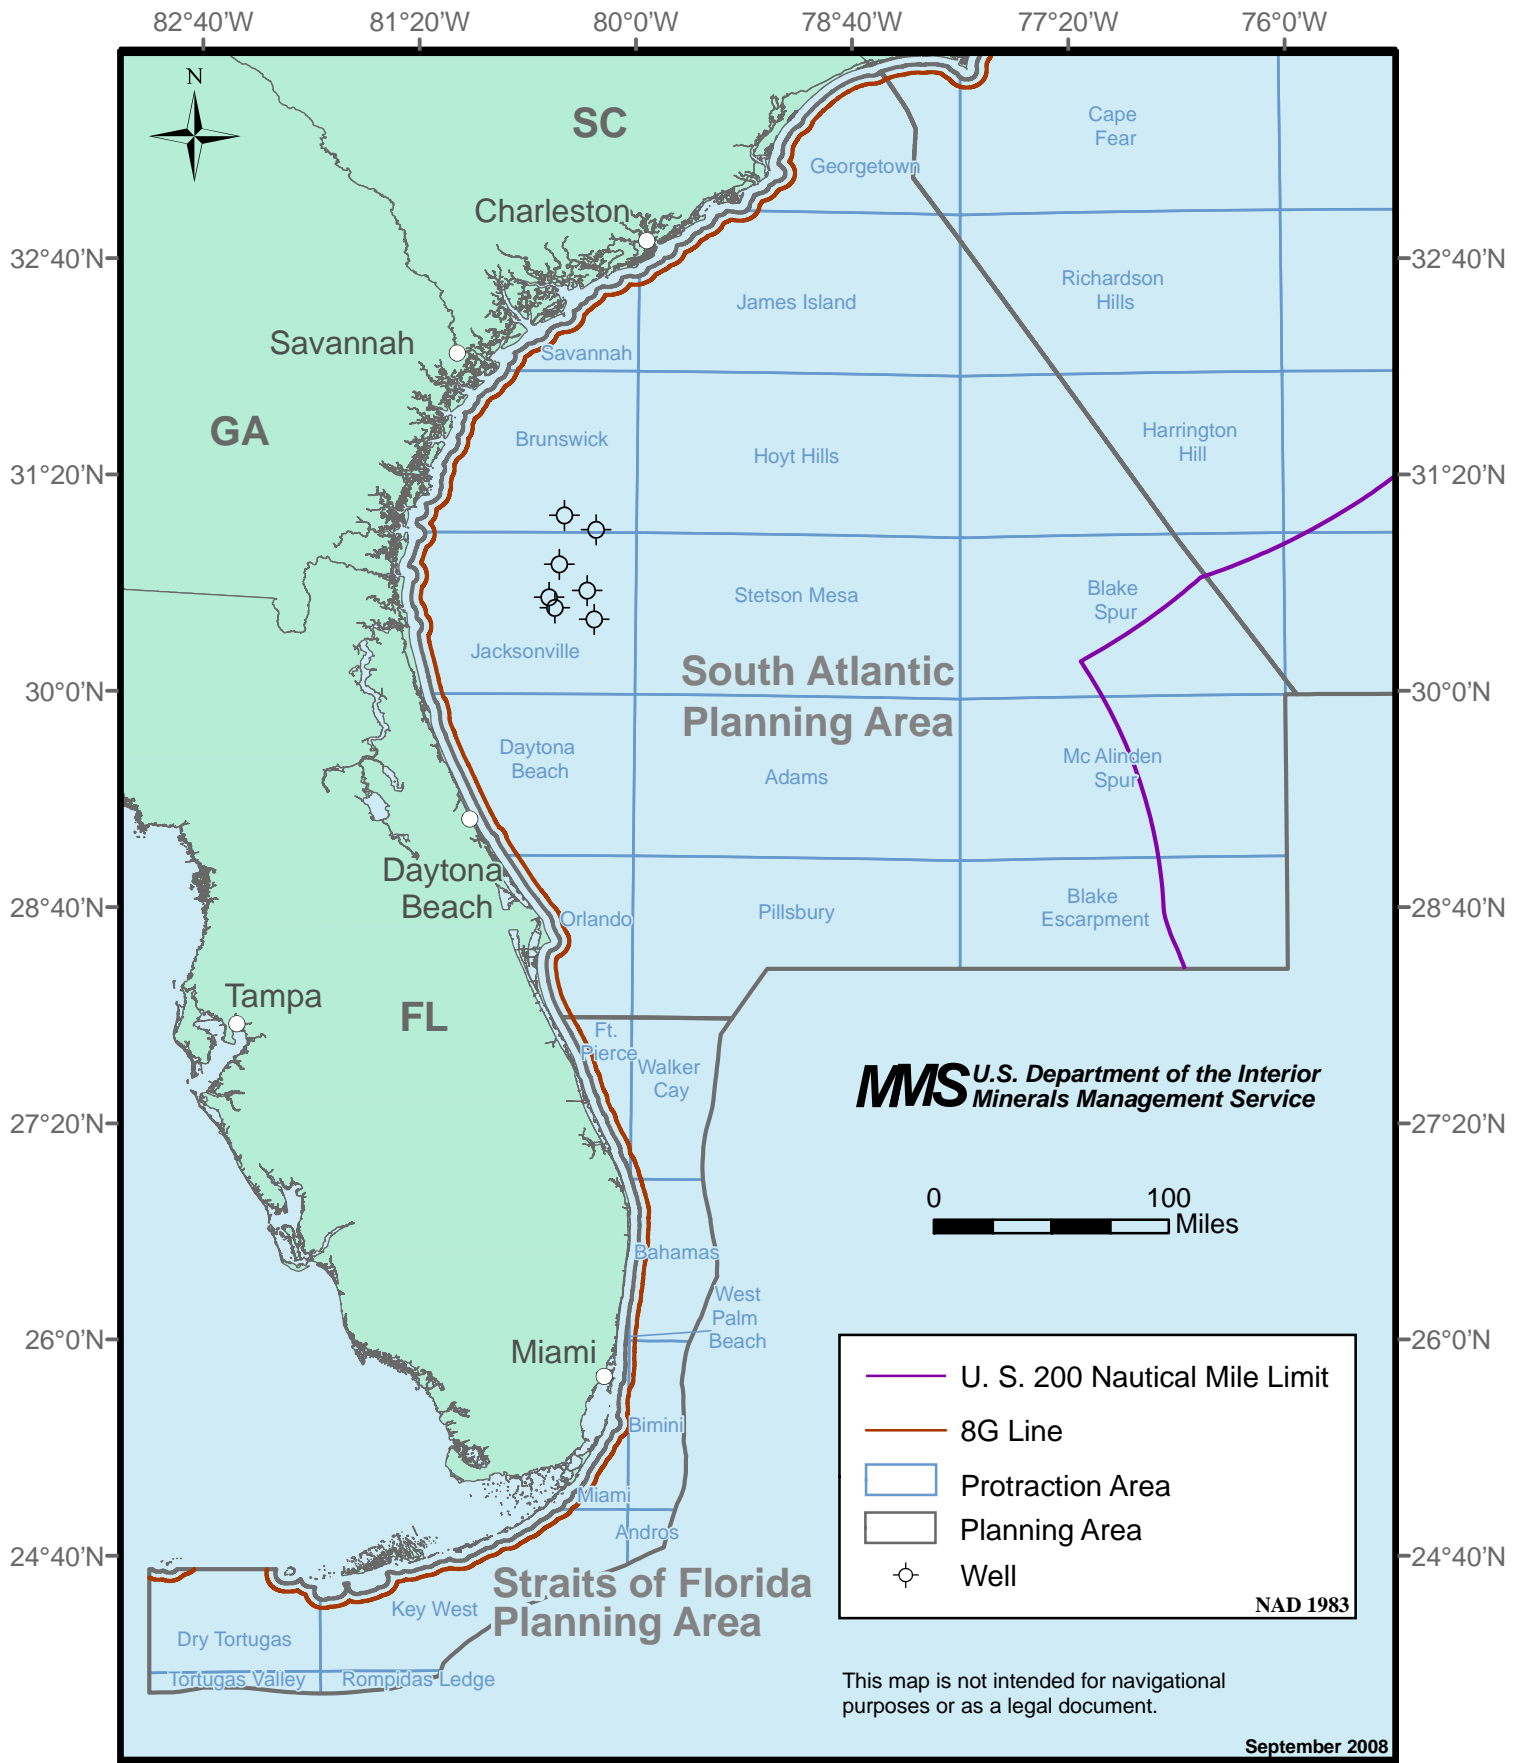 82°40'W 81°20'W 80°0'W 78°40'W 77°20'W 76°0'W
N
SC
Cape
Fear
Georgetown
Charleston
32°40'N
32°40'N
Richardson
Hills
James Island
Savannah
Savannah
GA
Brunswick
Harrington
Hill
Hoyt Hills
31°20'N
31°20'N
Stetson Mesa
Blake
Spur
Jacksonville
South Atlantic
Planning Area
30°0'N
30°0'N
Daytona
Beach
Mc Alinden
Spur
Adams
Daytona
Beach
28°40'N
28°40'N
Orlando
Pillsbury
Blake
Escarpment
Tampa
FL
Ft.
Pierce
Walker
Cay
MMS U.S. Department of the Interior
Minerals Management Service
27°20'N
27°20'N
0 100
Miles
Bahamas
West
Palm
Beach
26°0'N
26°0'N
Miami
Bimini
Miami
Andros
24°40'N
24°40'N
Straits of Florida
Planning Area
Key West
Dry Tortugas
Tortugas Valley
Rompidas Ledge
U. S. 200 Nautical Mile Limit
8G Line
Protraction Area
Planning Area
Well
NAD 1983
This map is not intended for navigational
purposes or as a legal document.
September 2008